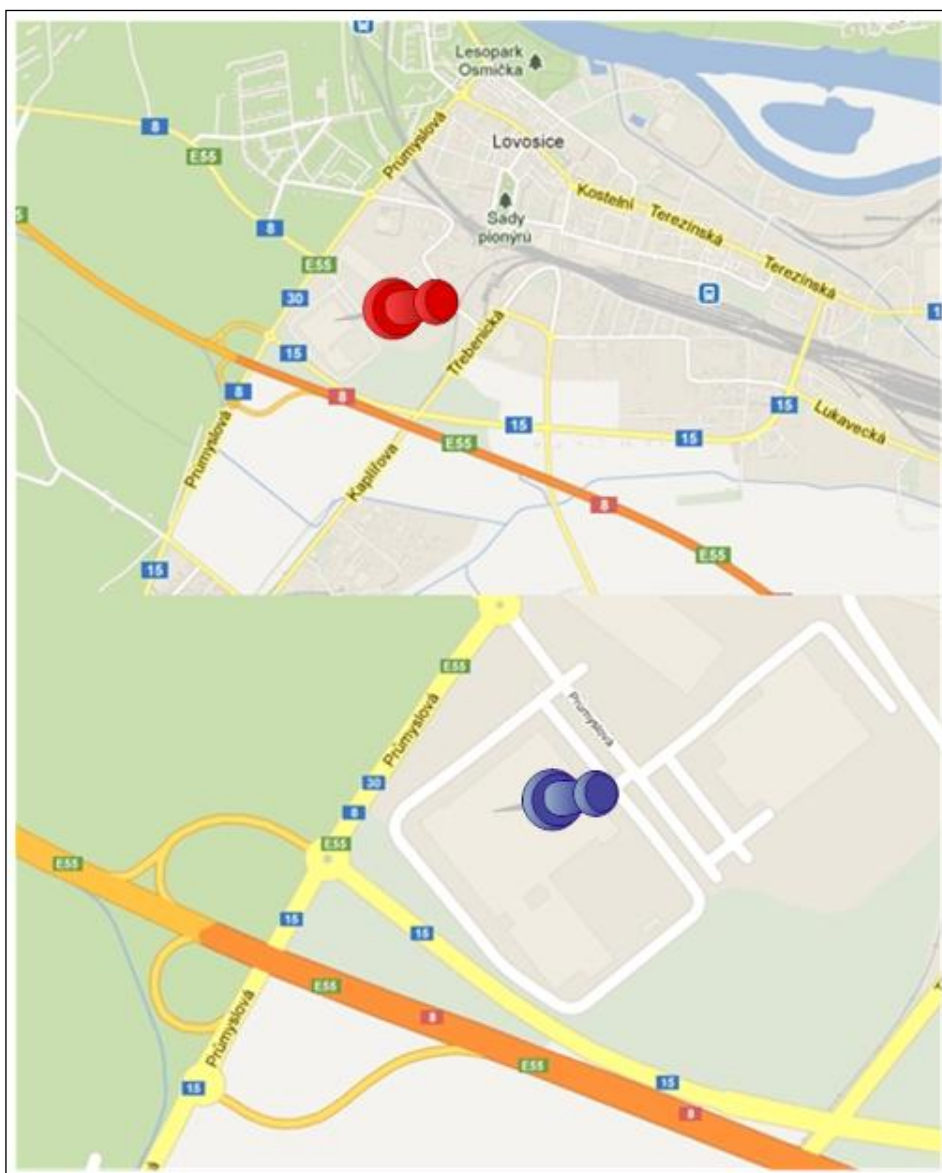 Lesopark
Osmička
8
E55
Průmyslová
Lovosice
8
Kostelní
Terezínská
Sady
pionýrů
E55
Terezínská
30
15
Třebenická
8
8
15
15
15
Lukavecká
Průmyslová
E55
Kaplířova
8
E55
15
E55
Průmyslová
Průmyslová
30
8
E55
E55
15
15
E55
8
Průmyslová
E55
15
15
8